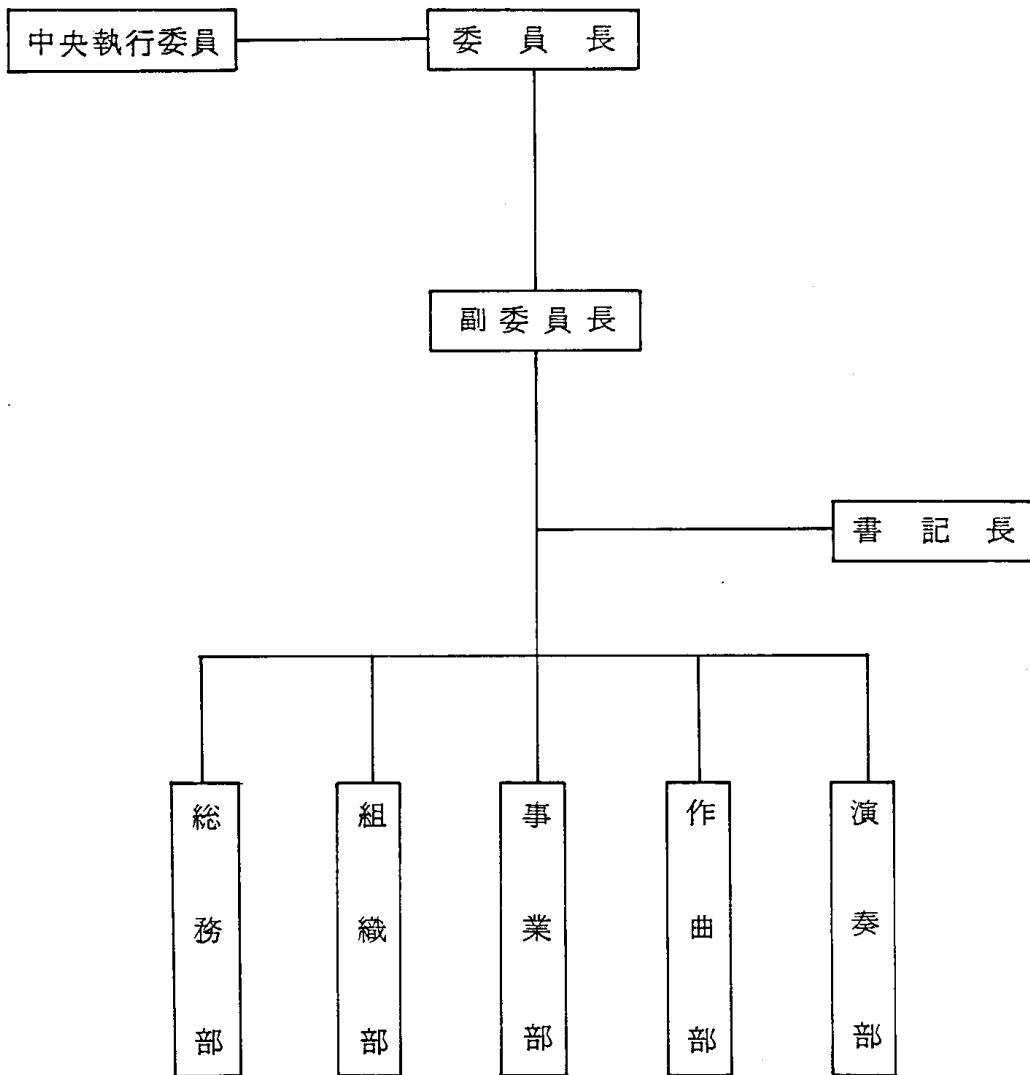 中央執行委員
委員長
副委員長
書記長
総務部
組織部
事業部
作曲部
演奏部